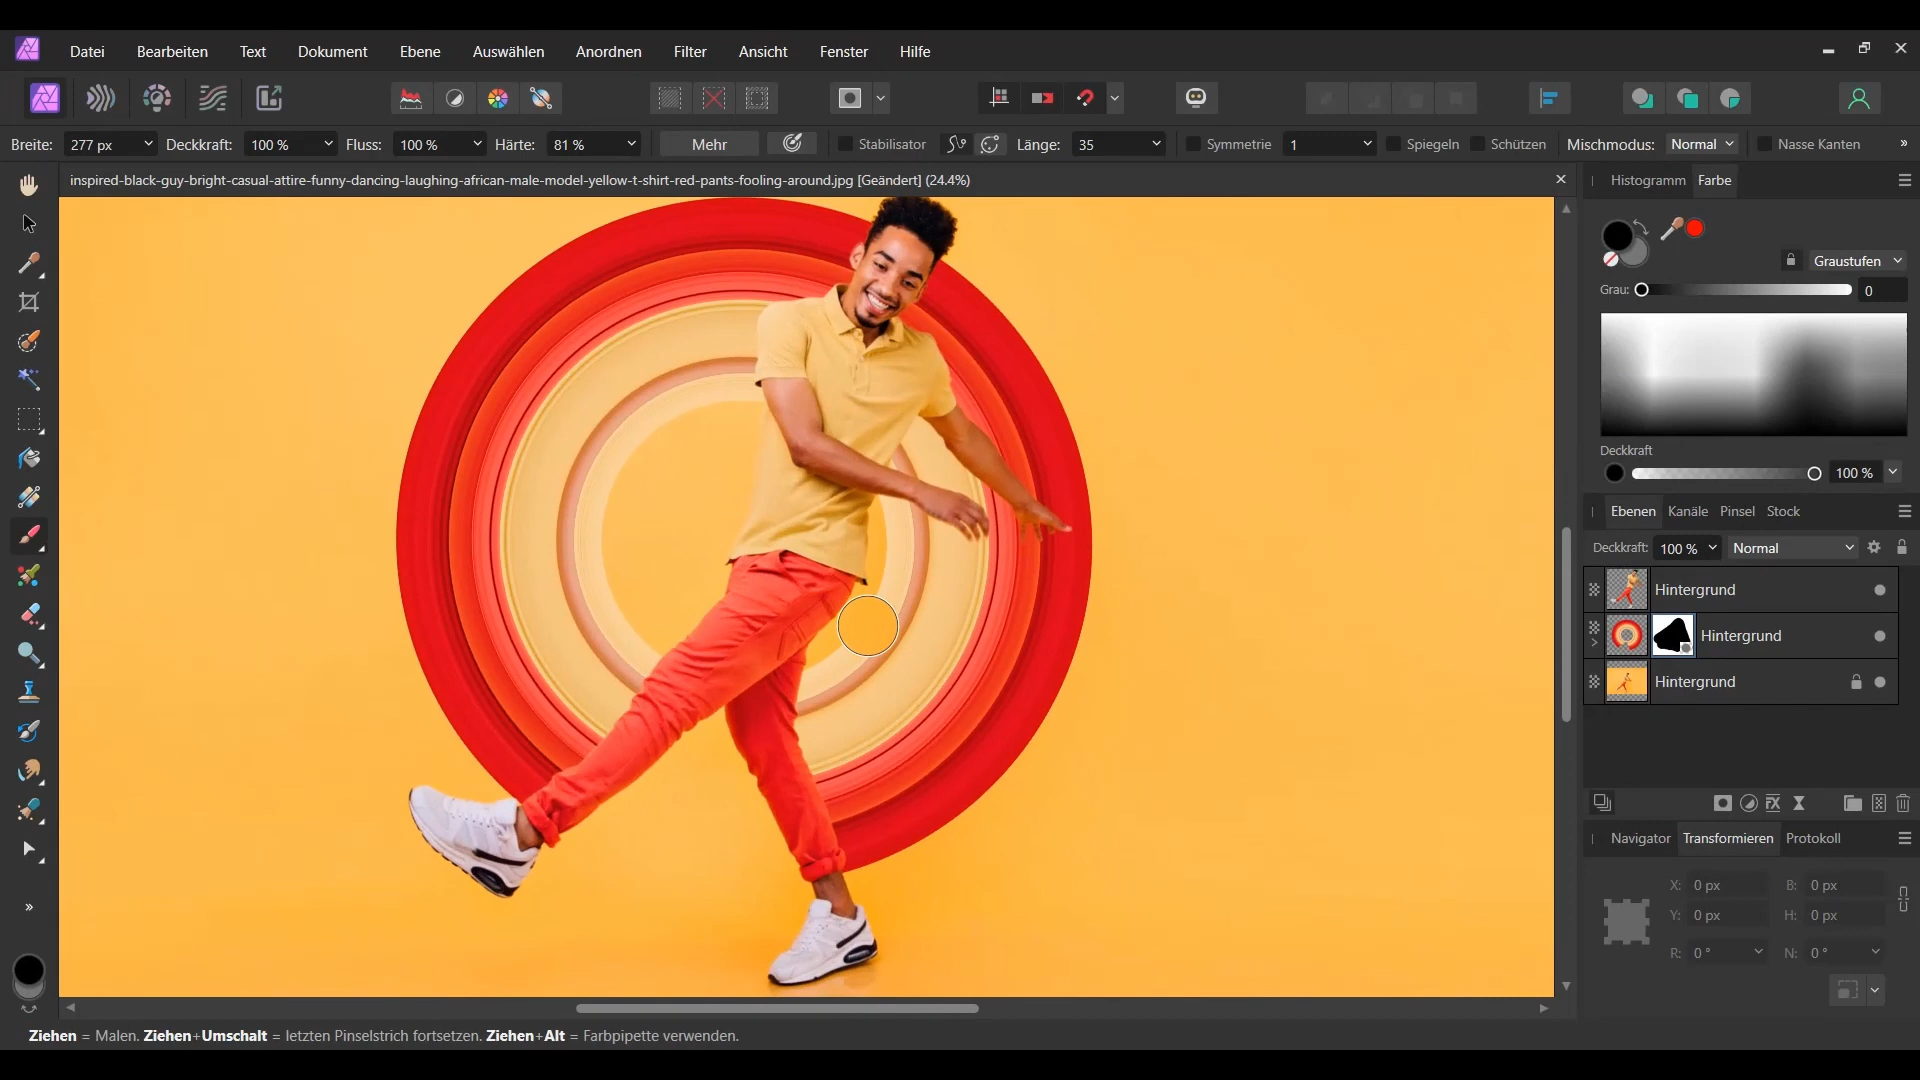 Datei Bearbeiten Text Dokument Ebene Auswählen Anordnen Filter Ansicht Fenster Hilfe
Breite: 277 px Deckkraft: 100 % Fluss: 100 % Härte: 81 % Mehr Stabilisator Länge: 35 Symmetrie 1 Spiegeln Schützen Mischmodus: Normal Nasse Kanten »
inspired-black-guy-bright-casual-attire-funny-dancing-laughing-african-male-model-yellow-t-shirt-red-pants-fooling-around.jpg [Geändert] (24.4%)
Histogramm Farbe
Graustufen
Grau: 0
Deckkraft
100 %
Ebenen Kanäle Pinsel Stock
Deckkraft: 100 % Normal
Hintergrund
Hintergrund
Hintergrund
Navigator Transformieren Protokoll
X: 0 px B: 0 px
Y: 0 px H: 0 px
R: 0 ° N: 0 °
Ziehen = Malen. Ziehen+Umschalt = letzten Pinselstrich fortsetzen. Ziehen+Alt = Farbpipette verwenden.